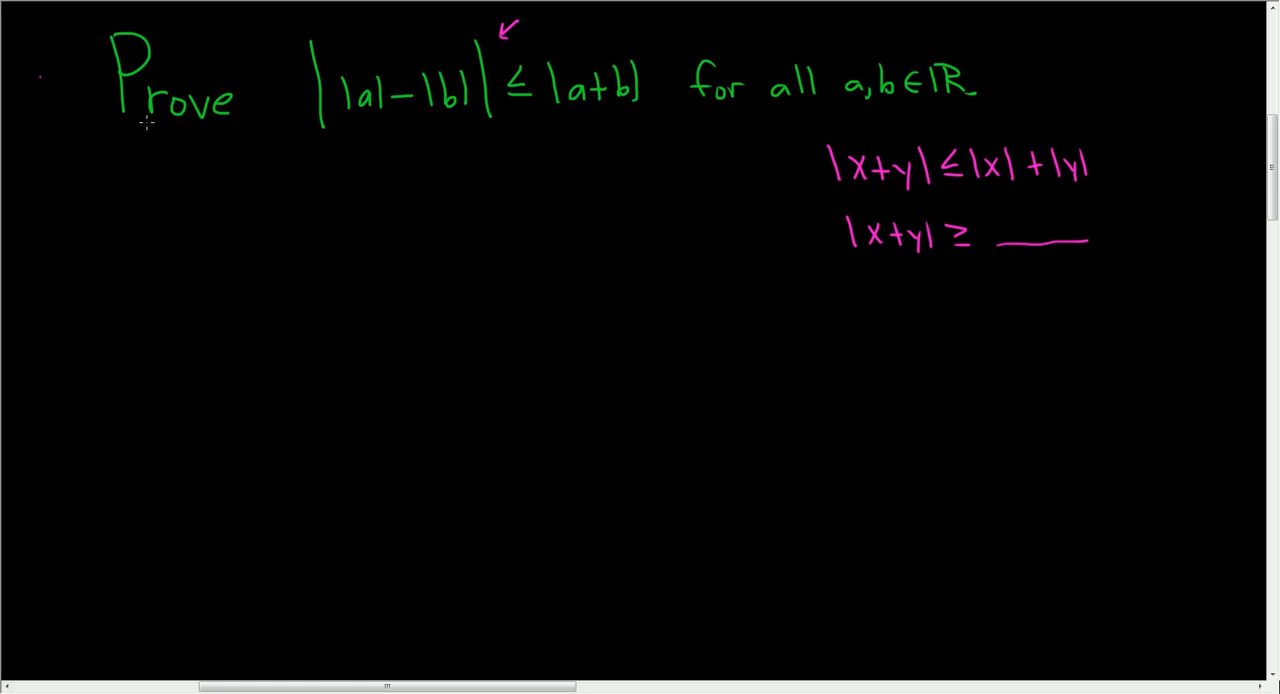 Prove ||a|-|b|| ≤ |a+b| for all a,b∈ℝ
|x+y| ≤ |x|+|y|
|x+y| ≥ ____